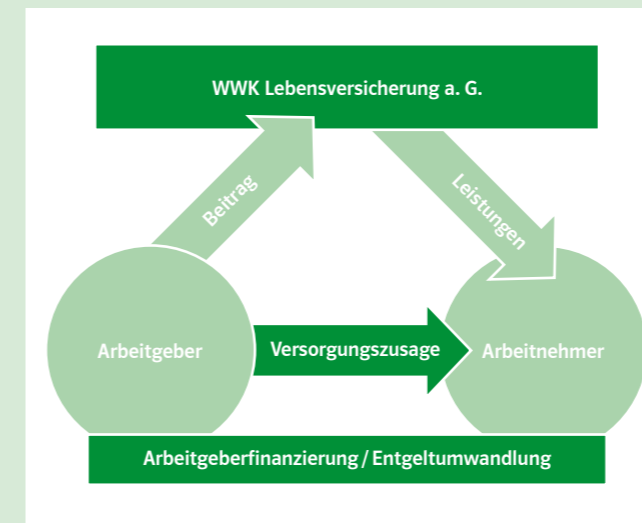 WWK Lebensversicherung a. G.
Beitrag
Leistungen
Arbeitgeber
Versorgungszusage
Arbeitnehmer
Arbeitgeberfinanzierung / Entgeltumwandlung